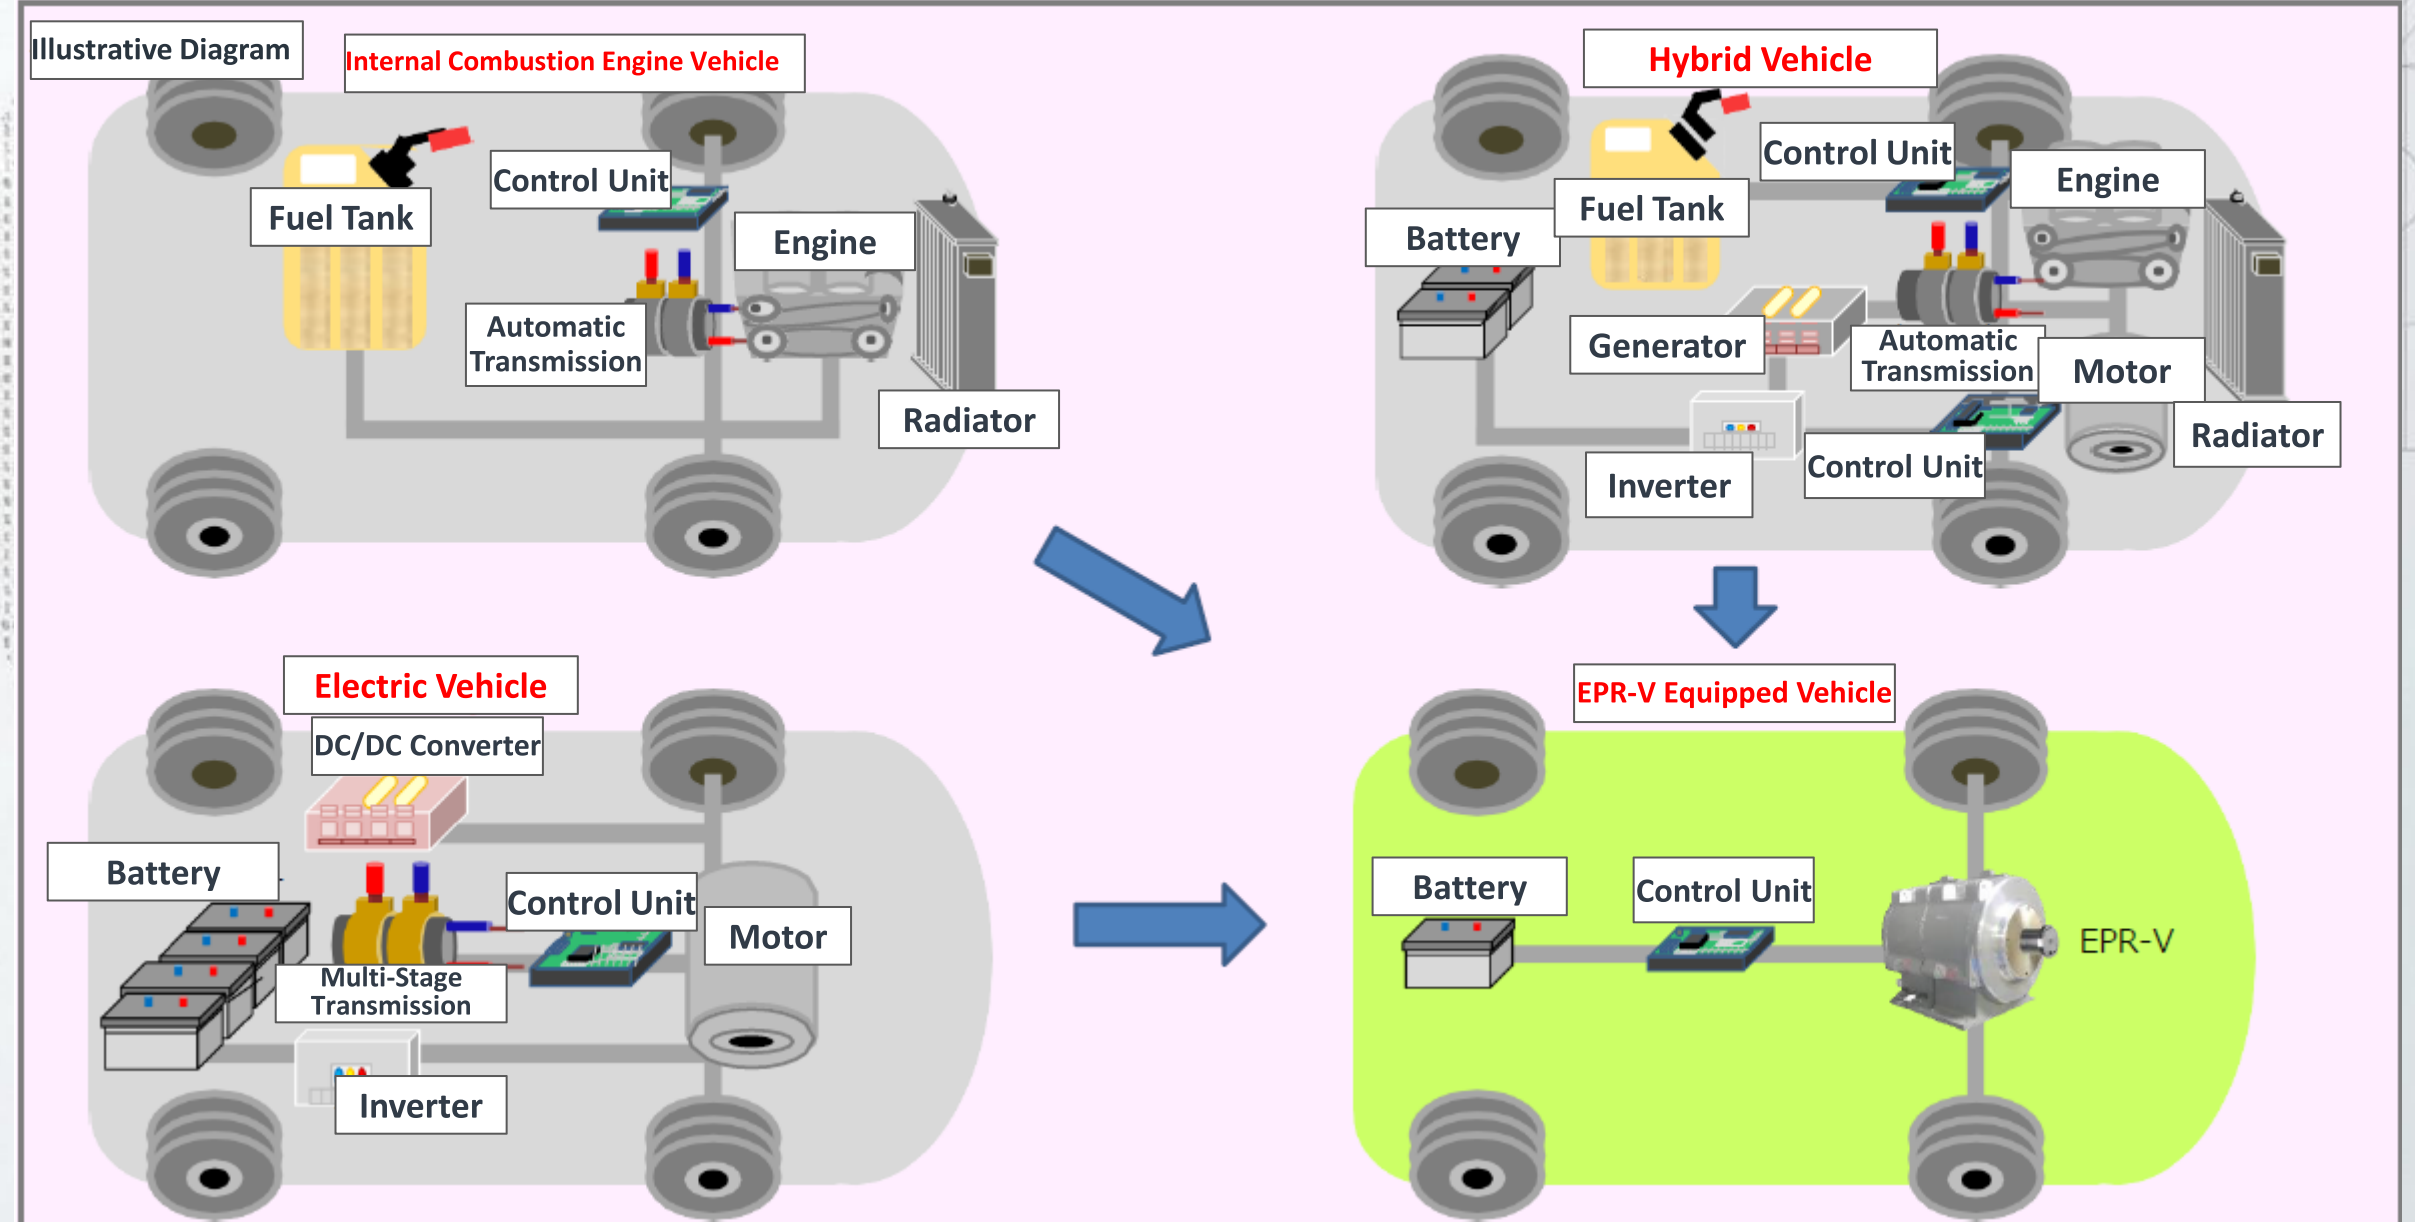 Illustrative Diagram
Internal Combustion Engine Vehicle
Fuel Tank
Control Unit
Engine
Automatic
Transmission
Radiator
Hybrid Vehicle
Control Unit
Engine
Fuel Tank
Battery
Generator
Automatic
Transmission
Motor
Radiator
Control Unit
Inverter
Electric Vehicle
DC/DC Converter
Battery
Control Unit
Motor
Multi-Stage
Transmission
Inverter
EPR-V Equipped Vehicle
Battery
Control Unit
EPR-V